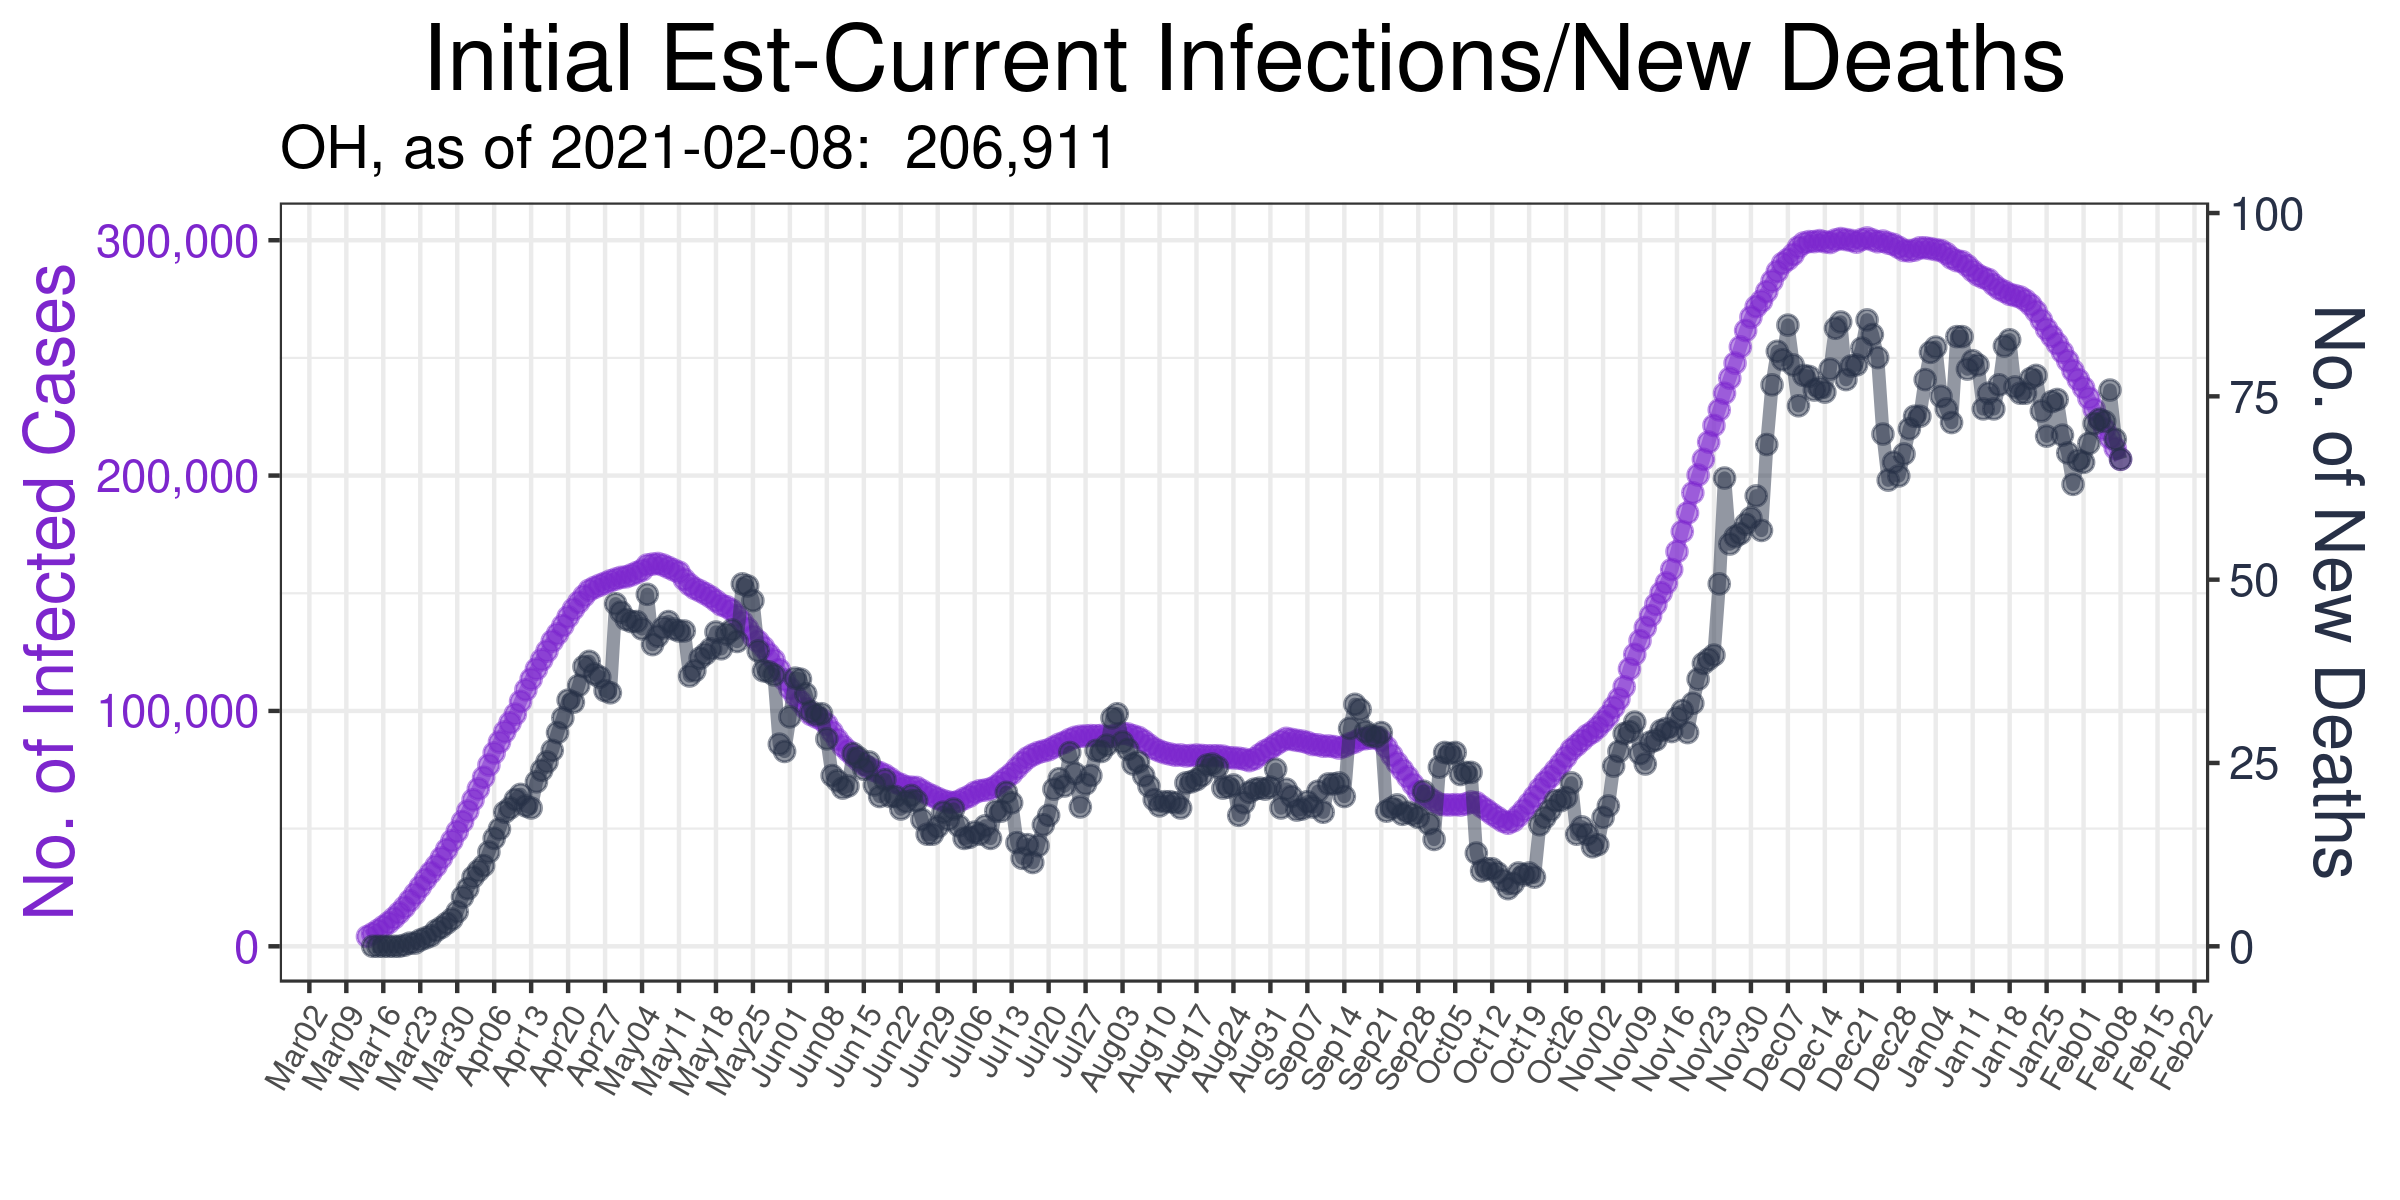 Initial Est-Current Infections/New Deaths
OH, as of 2021-02-08:  206,911
No. of Infected Cases
300,000
200,000
100,000
0
100
75
50
25
0
No. of New Deaths
Mar02
Mar09
Mar16
Mar23
Mar30
Apr06
Apr13
Apr20
Apr27
May04
May11
May18
May25
Jun01
Jun08
Jun15
Jun22
Jun29
Jul06
Jul13
Jul20
Jul27
Aug03
Aug10
Aug17
Aug24
Aug31
Sep07
Sep14
Sep21
Sep28
Oct05
Oct12
Oct19
Oct26
Nov02
Nov09
Nov16
Nov23
Nov30
Dec07
Dec14
Dec21
Dec28
Jan04
Jan11
Jan18
Jan25
Feb01
Feb08
Feb15
Feb22